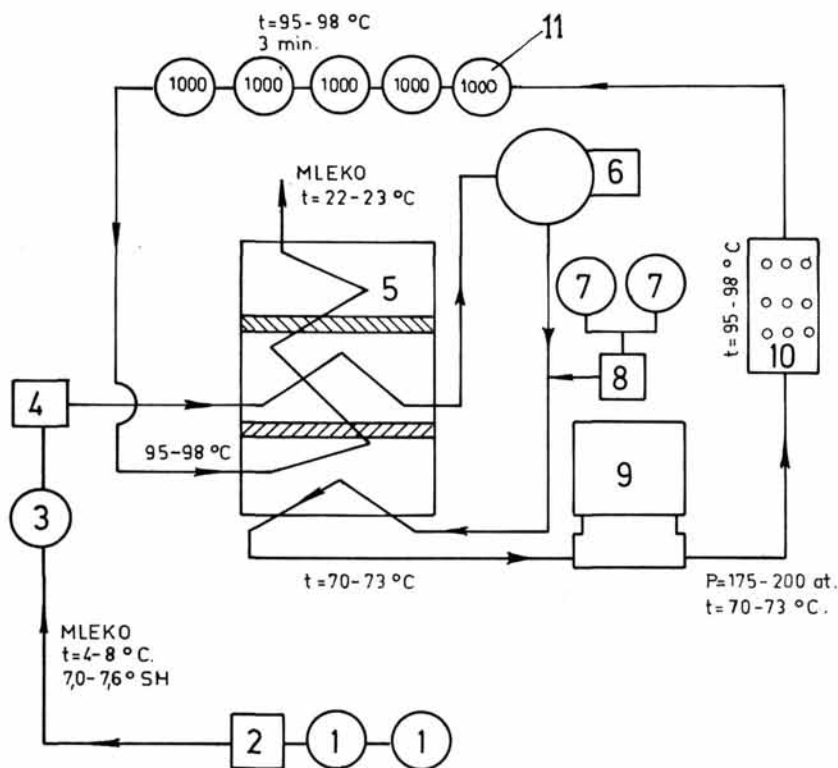 t=95-98 °C
3 min.
11
1000 1000 1000 1000 1000
MLEKO
t= 22-23 °C
6
5
7 7
8
t=95-98 °C
10
4
95-98 °C
9
3
t=70-73 °C
P=175-200 at.
t=70-73 °C.
MLEKO
t=4-8 °C.
7,0-7,6° SH
2 1 1